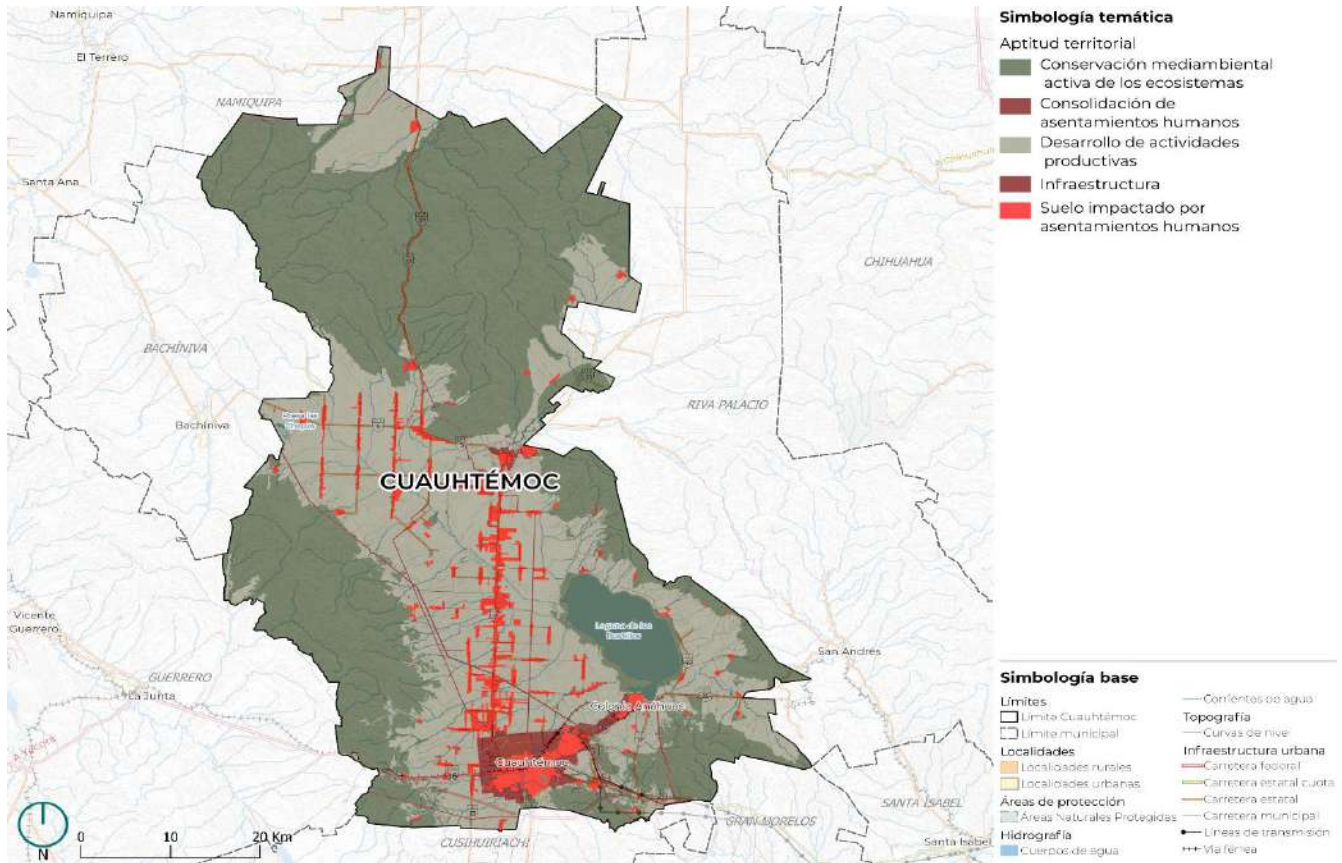 Namiquipa
El Terrero
NAMIQUIPA
Santa Ana
CHIHUAHUA
BACHÍNIVA
Bachíniva
RIVA PALACIO
CUAUHTÉMOC
Laguna de los
Bustillos
Vicente
Guerrero
San Andrés
GUERRERO
La Junta
Colonia Anáhuac
Cuauhtémoc
SANTA ISABEL
GRAN MORELOS
Santa Isabel
CUSIHUIRIACHI
N
0 10 20 Km
Simbología temática
Aptitud territorial
Conservación mediambiental
activa de los ecosistemas
Consolidación de
asentamientos humanos
Desarrollo de actividades
productivas
Infraestructura
Suelo impactado por
asentamientos humanos
Simbología base
Límites
Límite Cuauhtémoc
Límite municipal
Localidades
Localidades rurales
Localidades urbanas
Áreas de protección
Áreas Naturales Protegidas
Hidrografía
Cuerpos de agua
Corrientes de agua
Topografía
Curvas de nivel
Infraestructura urbana
Carretera federal
Carretera estatal cuota
Carretera estatal
Carretera municipal
Líneas de transmisión
Vía férrea